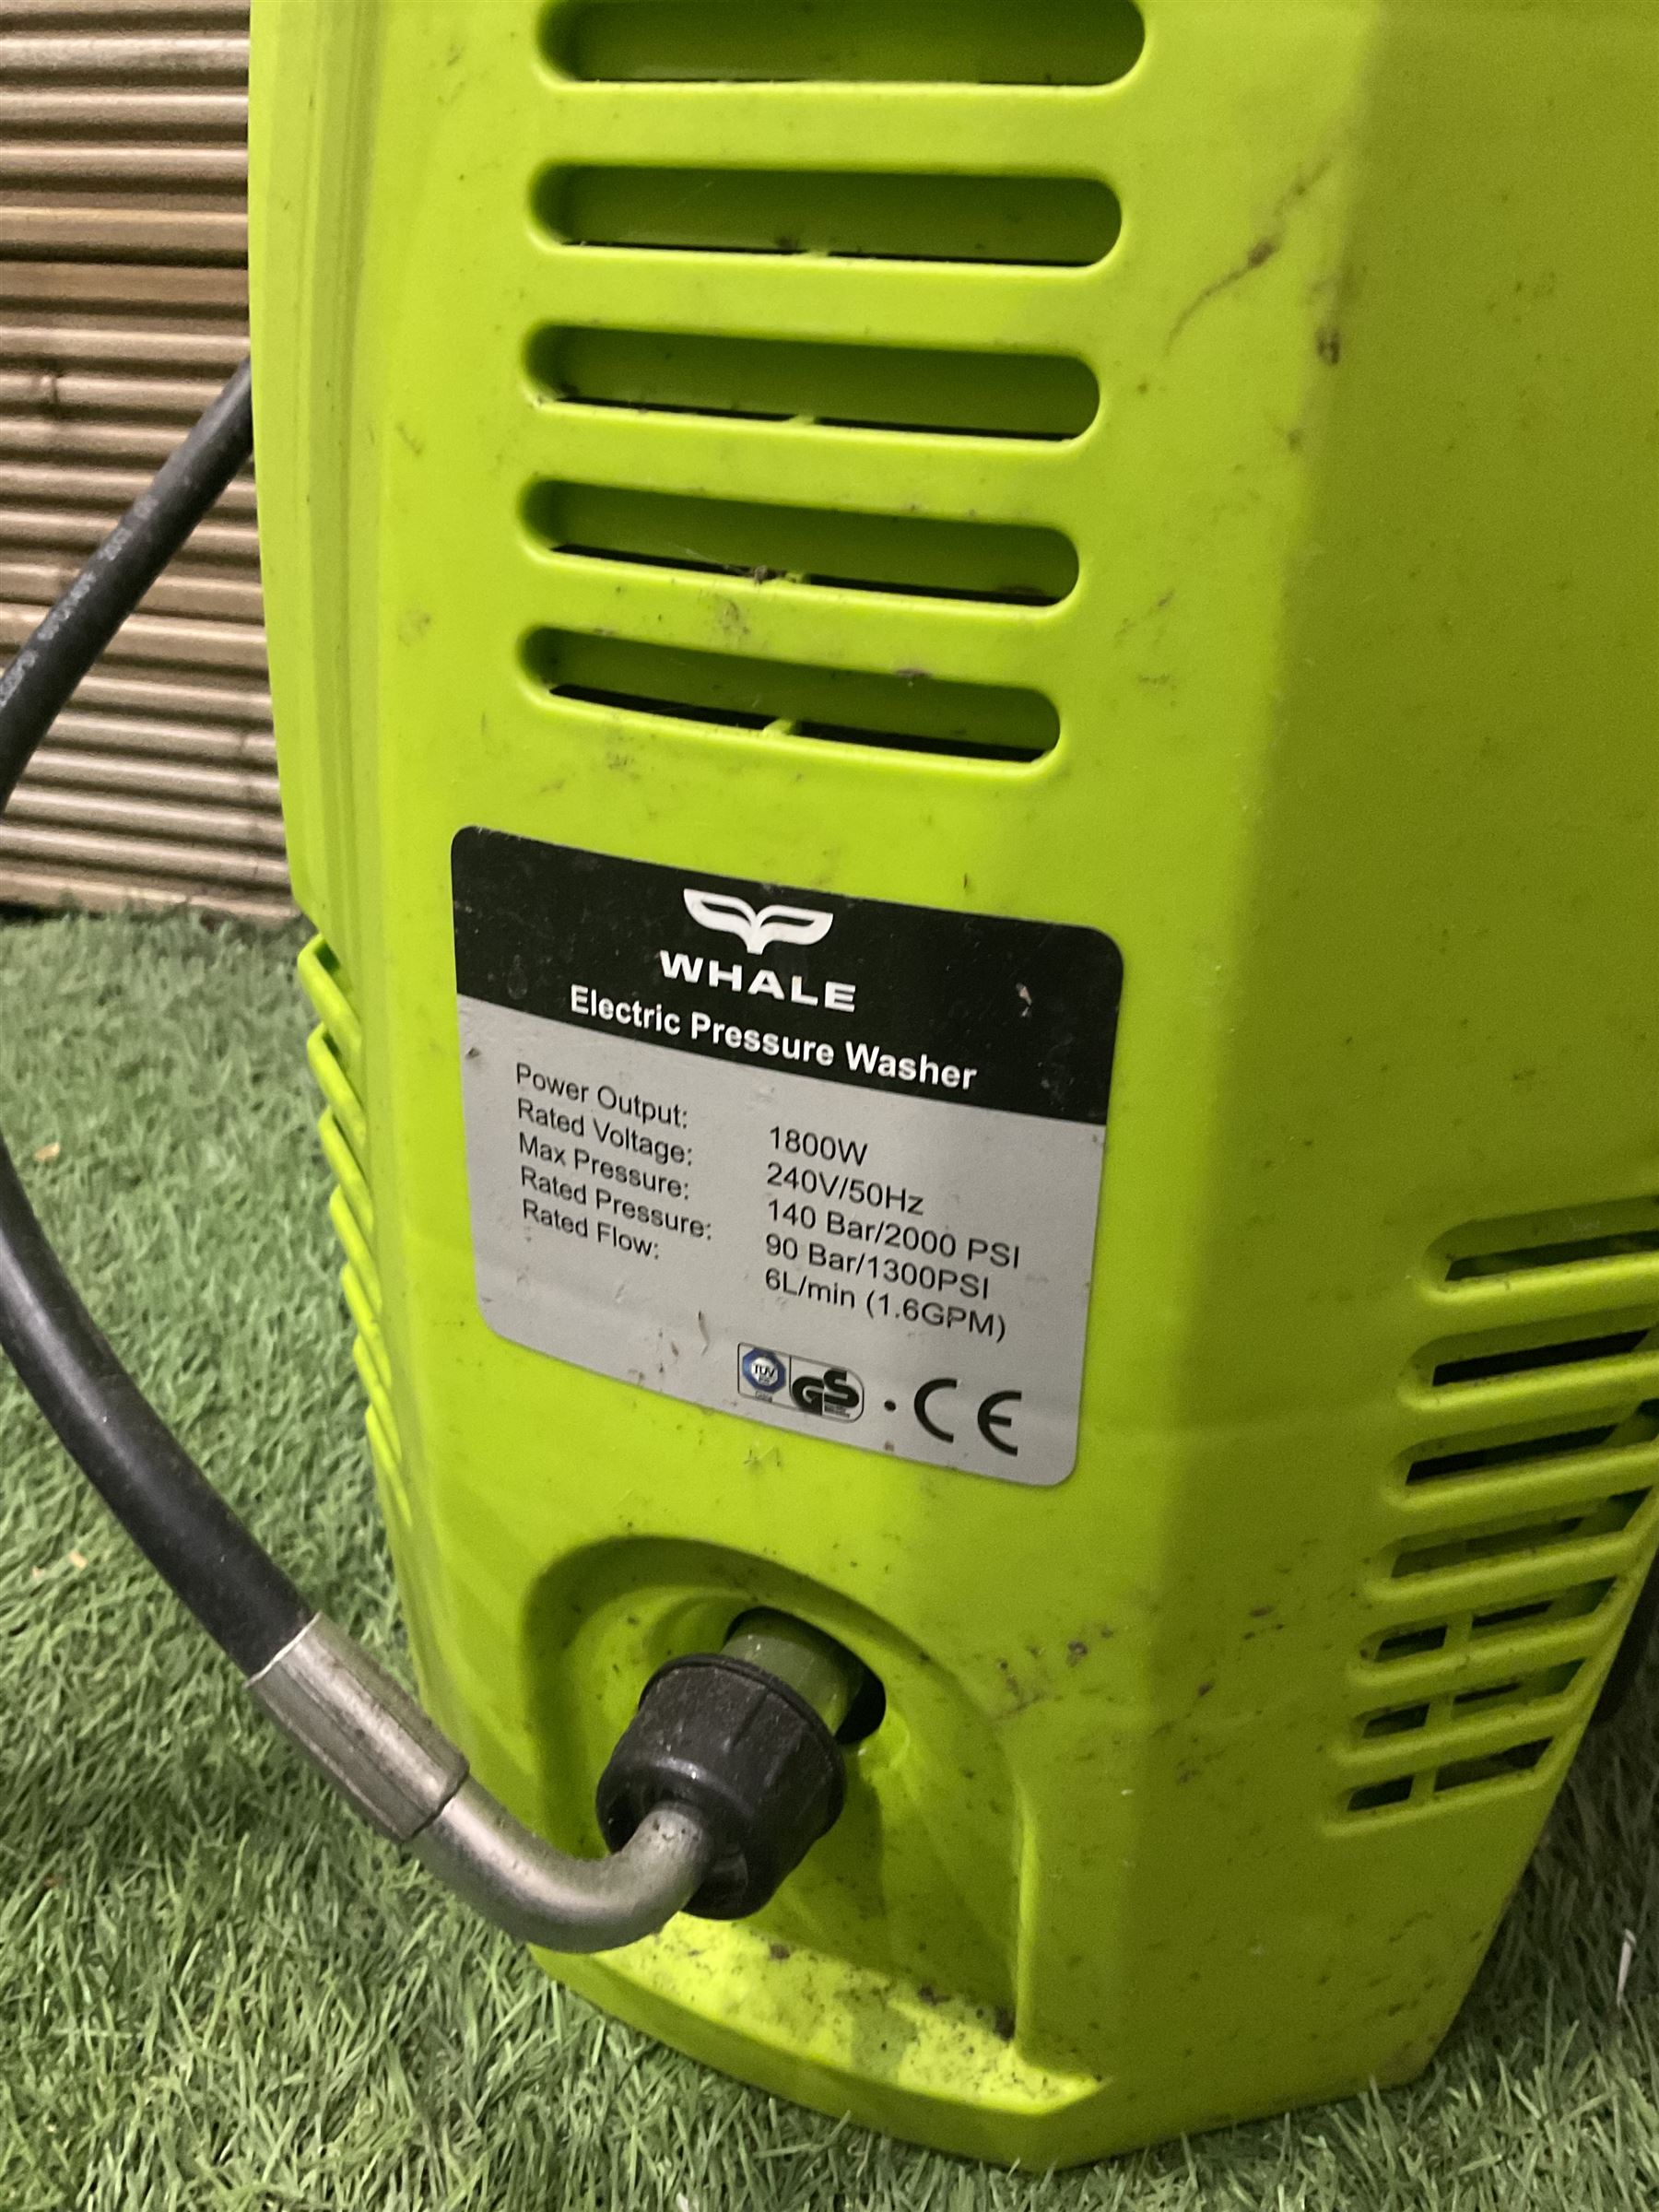 WHALE
Electric Pressure Washer
Power Output: 1800W
Rated Voltage: 240V/50Hz
Max Pressure: 140 Bar/2000 PSI
Rated Pressure: 90 Bar/1300PSI
Rated Flow: 6L/min (1.6GPM)
TÜV GS · CE